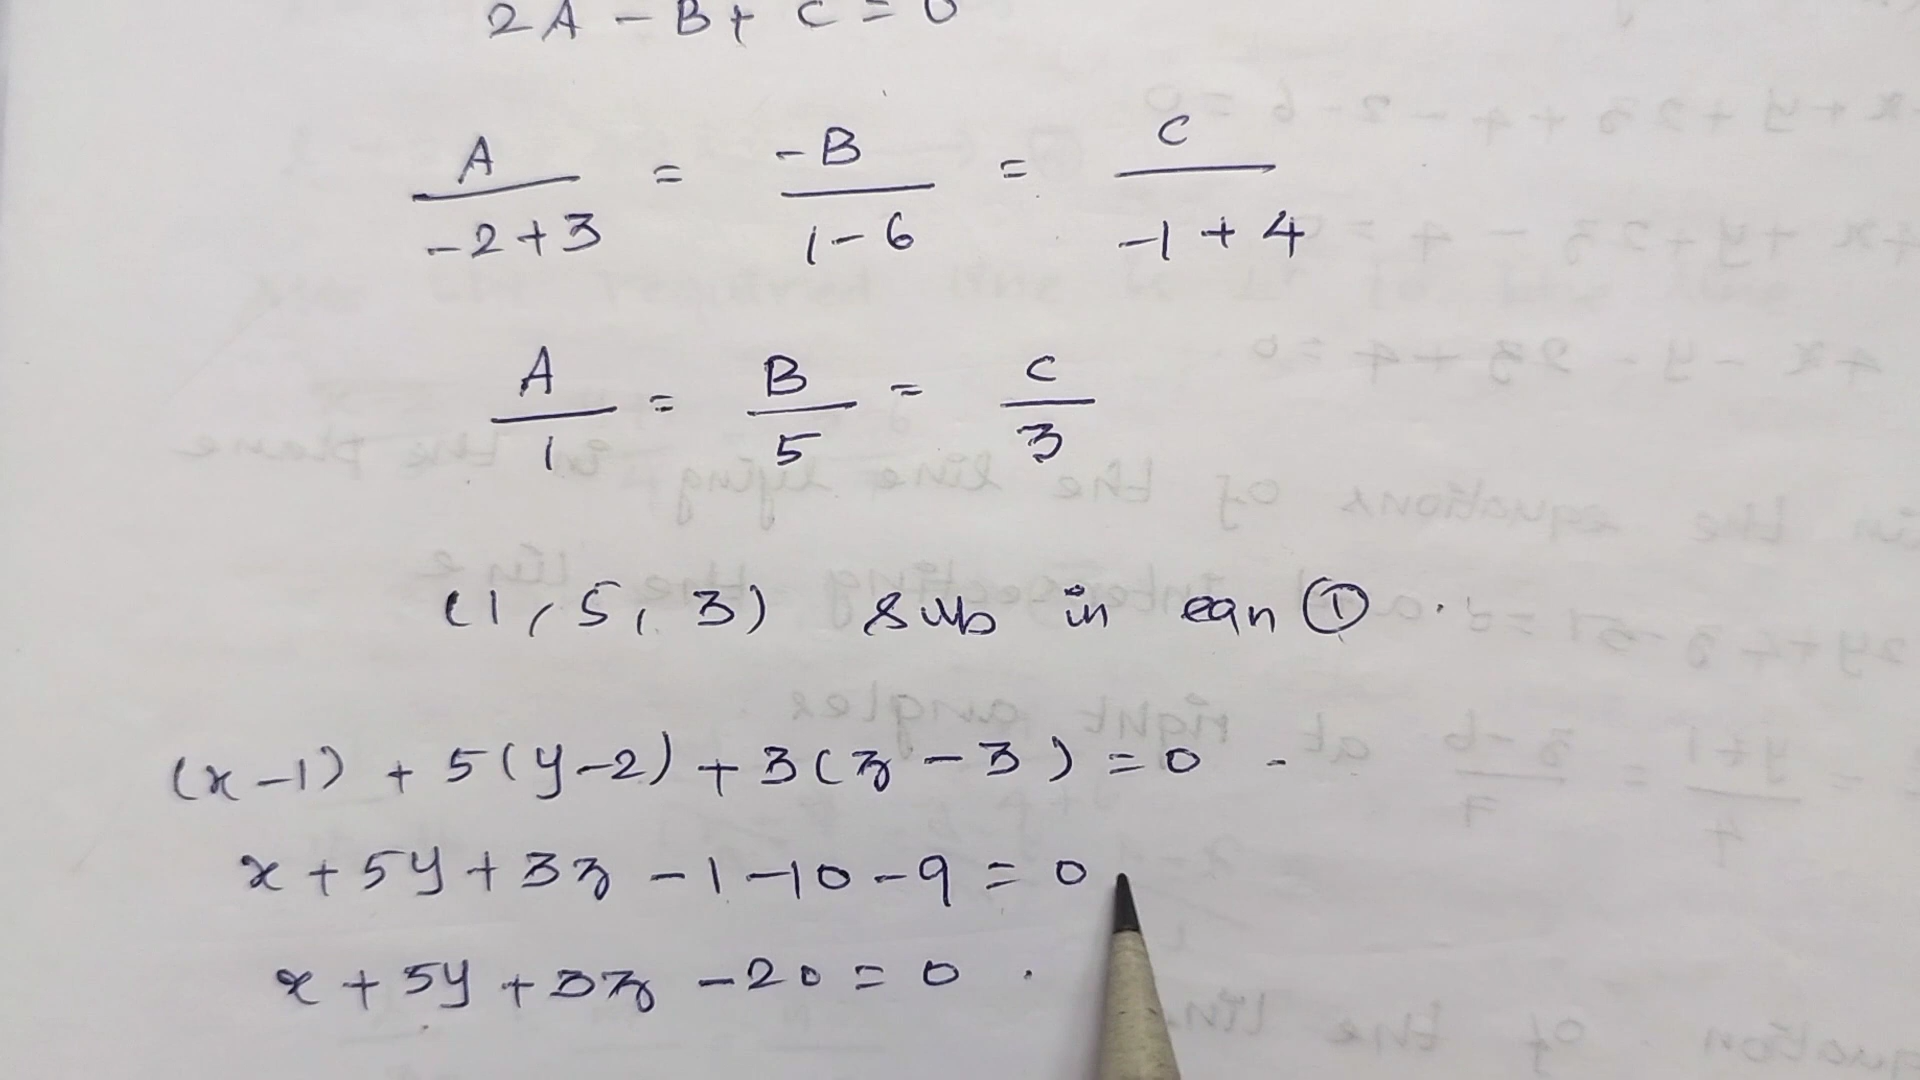 2A - B + C = 0
A/-2+3 = -B/1-6 = C/-1+4
A/1 = B/5 = C/3
(1, 5, 3) sub in eqn ①.
(x-1) + 5(y-2) + 3(z-3) = 0.
x + 5y + 3z - 1 - 10 - 9 = 0
x + 5y + 3z - 20 = 0.